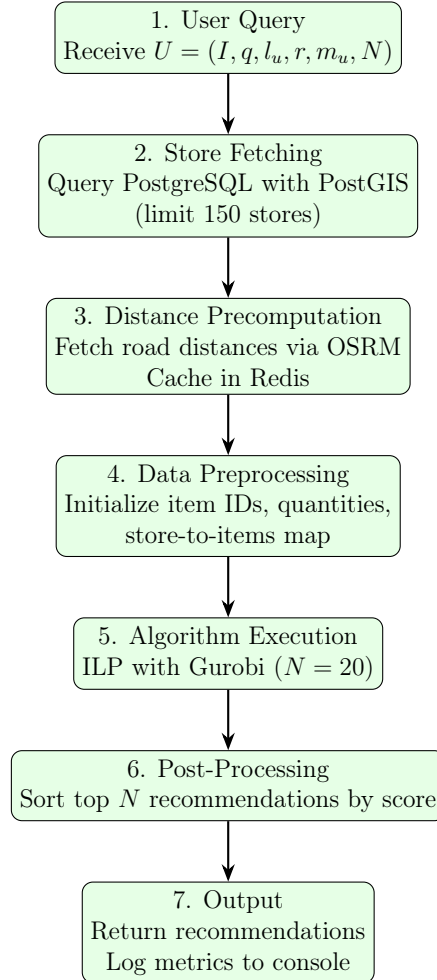 1. User Query
Receive U = (I, q, l_u, r, m_u, N)
2. Store Fetching
Query PostgreSQL with PostGIS
(limit 150 stores)
3. Distance Precomputation
Fetch road distances via OSRM
Cache in Redis
4. Data Preprocessing
Initialize item IDs, quantities,
store-to-items map
5. Algorithm Execution
ILP with Gurobi (N = 20)
6. Post-Processing
Sort top N recommendations by score
7. Output
Return recommendations
Log metrics to console